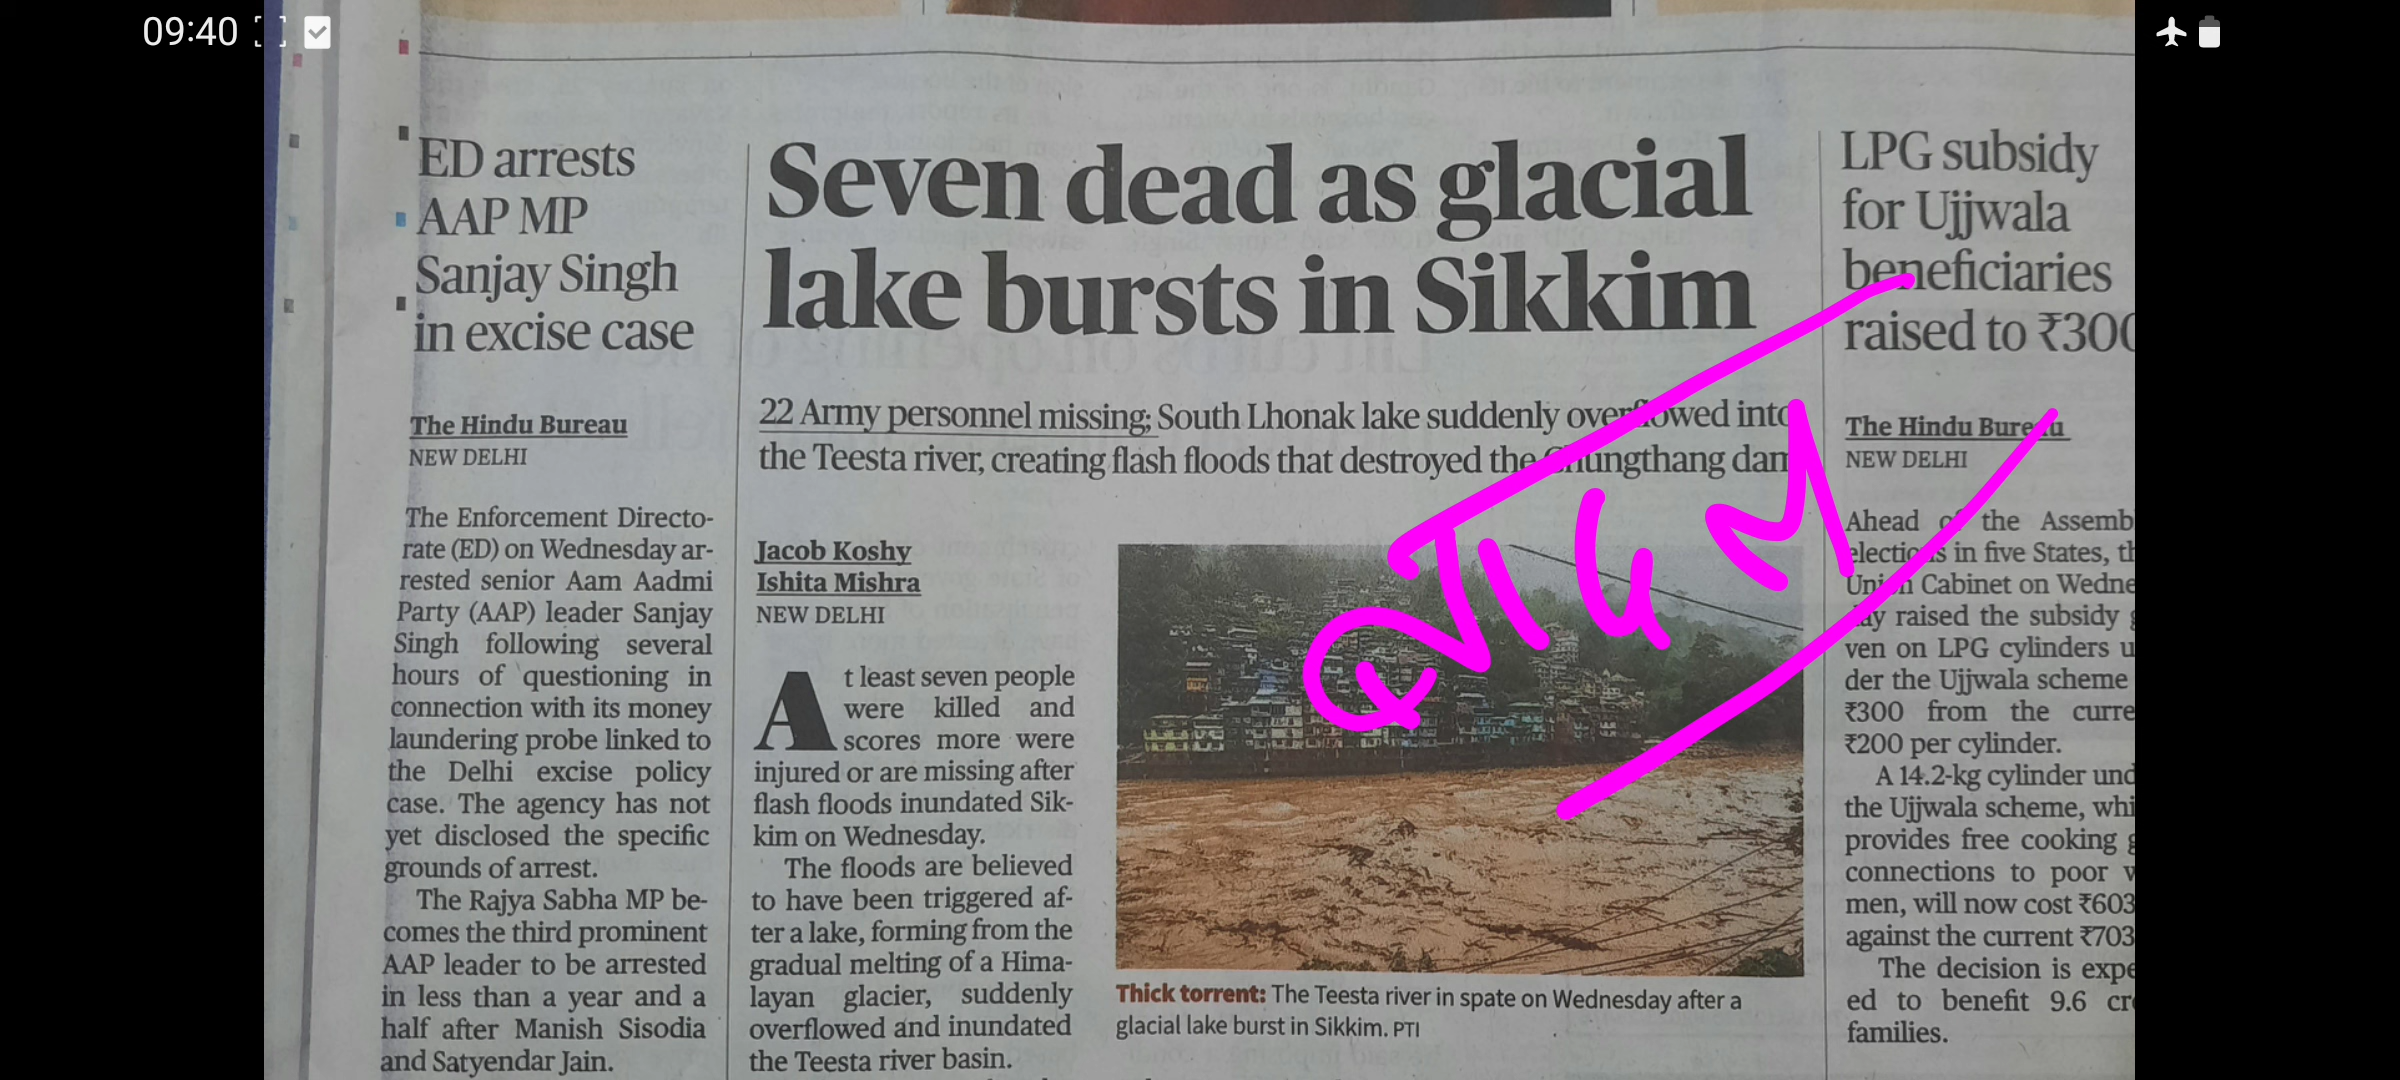 09:40
ED arrests
AAP MP
Sanjay Singh
in excise case
The Hindu Bureau
NEW DELHI
The Enforcement Directo-
rate (ED) on Wednesday ar-
rested senior Aam Aadmi
Party (AAP) leader Sanjay
Singh following several
hours of questioning in
connection with its money
laundering probe linked to
the Delhi excise policy
case. The agency has not
yet disclosed the specific
grounds of arrest.
The Rajya Sabha MP be-
comes the third prominent
AAP leader to be arrested
in less than a year and a
half after Manish Sisodia
and Satyendar Jain.
Seven dead as glacial
lake bursts in Sikkim
22 Army personnel missing; South Lhonak lake suddenly overflowed into
the Teesta river, creating flash floods that destroyed the Chungthang dam
Jacob Koshy
Ishita Mishra
NEW DELHI
At least seven people
were killed and
scores more were
injured or are missing after
flash floods inundated Sik-
kim on Wednesday.
The floods are believed
to have been triggered af-
ter a lake, forming from the
gradual melting of a Hima-
layan glacier, suddenly
overflowed and inundated
the Teesta river basin.
Thick torrent: The Teesta river in spate on Wednesday after a
glacial lake burst in Sikkim. PTI
LPG subsidy
for Ujjwala
beneficiaries
raised to ₹300
The Hindu Bureau
NEW DELHI
Ahead of the Assemb
elections in five States, th
Union Cabinet on Wedne
day raised the subsidy g
ven on LPG cylinders u
der the Ujjwala scheme
₹300 from the curre
₹200 per cylinder.
A 14.2-kg cylinder und
the Ujjwala scheme, whi
provides free cooking g
connections to poor w
men, will now cost ₹603
against the current ₹703
The decision is expe
ed to benefit 9.6 cr
families.